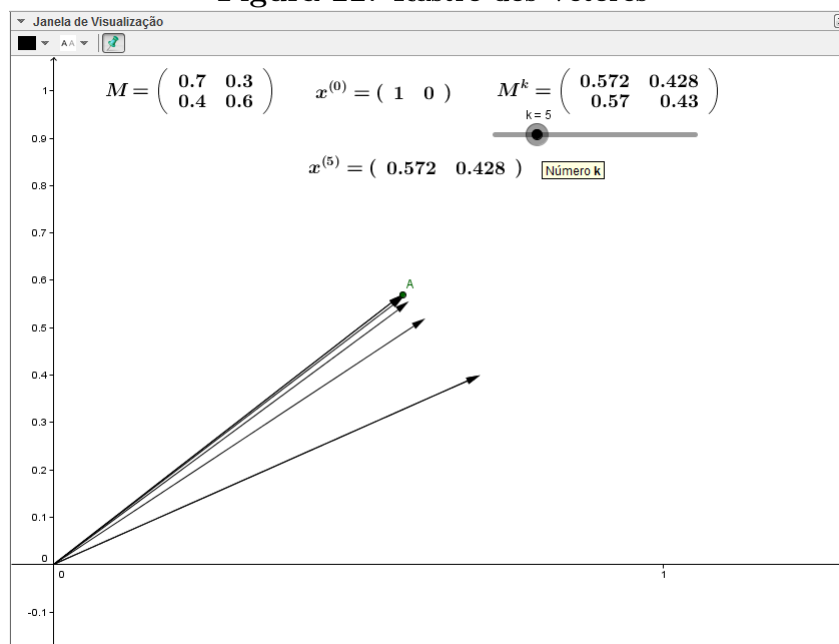 Janela de Visualização
A A
M = ( 0.7 0.3
0.4 0.6 )
x^(0) = ( 1 0 )
M^k = ( 0.572 0.428
0.57 0.43 )
k = 5
x^(5) = ( 0.572 0.428 )
Número k
A
1
0.9
0.8
0.7
0.6
0.5
0.4
0.3
0.2
0.1
0
-0.1
0
1